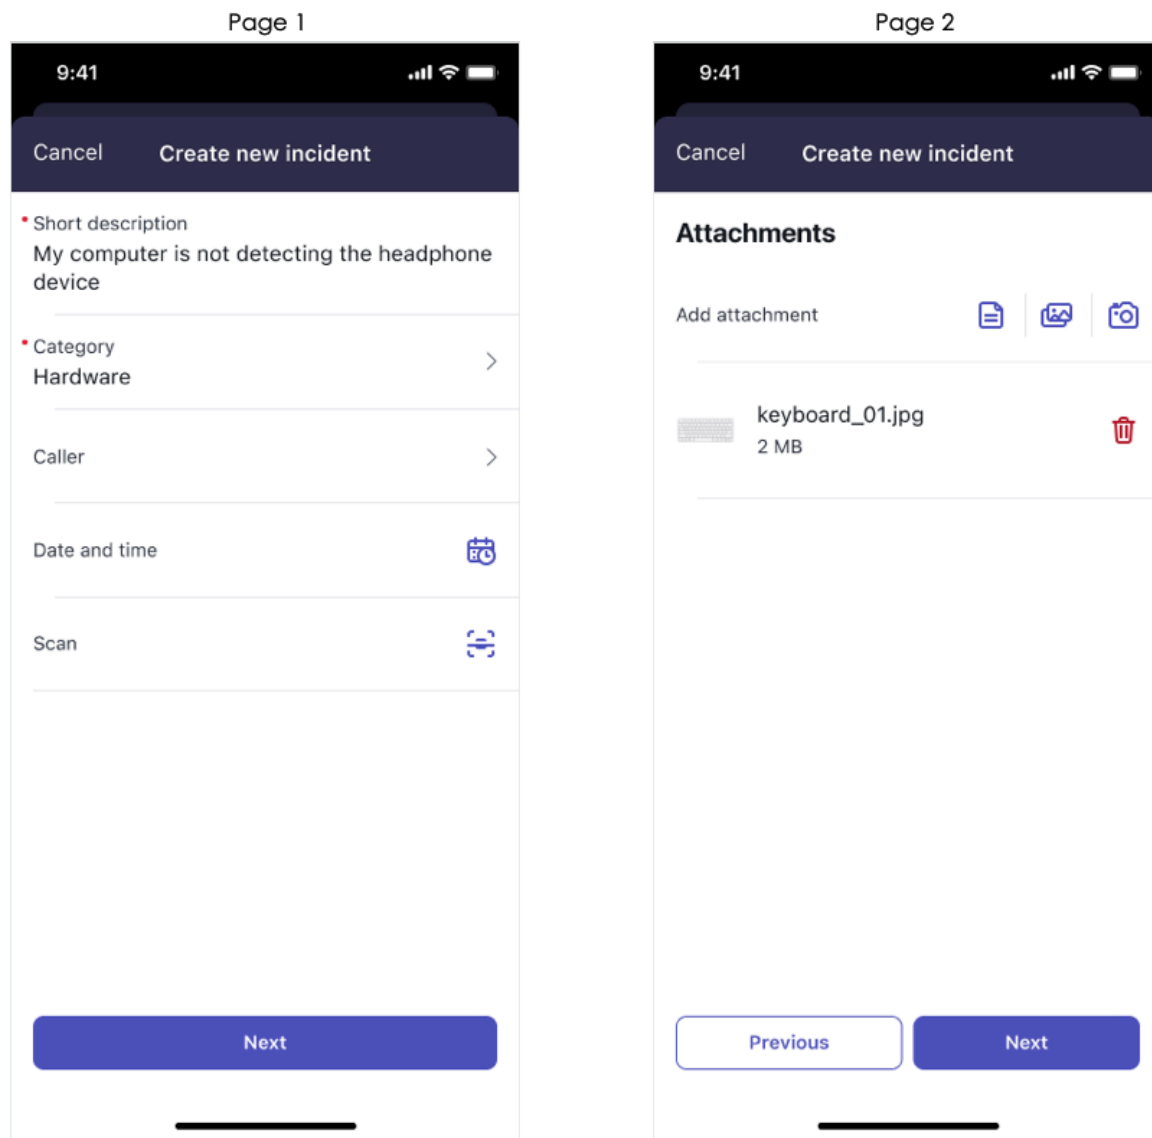 Page 1
9:41
Cancel
Create new incident
Short description
My computer is not detecting the headphone
device
Category
Hardware
Caller
Date and time
Scan
Next
Page 2
9:41
Cancel
Create new incident
Attachments
Add attachment
keyboard_01.jpg
2 MB
Previous
Next